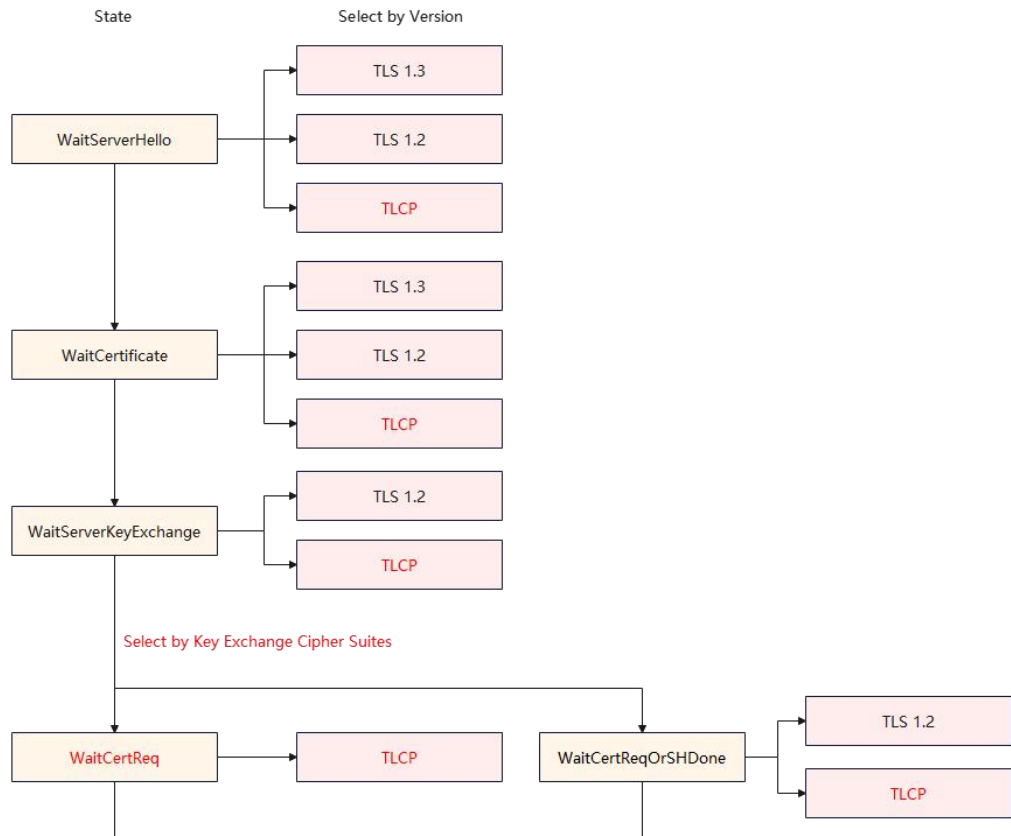 State
Select by Version
TLS 1.3
WaitServerHello
TLS 1.2
TLCP
TLS 1.3
WaitCertificate
TLS 1.2
TLCP
TLS 1.2
WaitServerKeyExchange
TLCP
Select by Key Exchange Cipher Suites
WaitCertReq
TLCP
WaitCertReqOrSHDone
TLS 1.2
TLCP